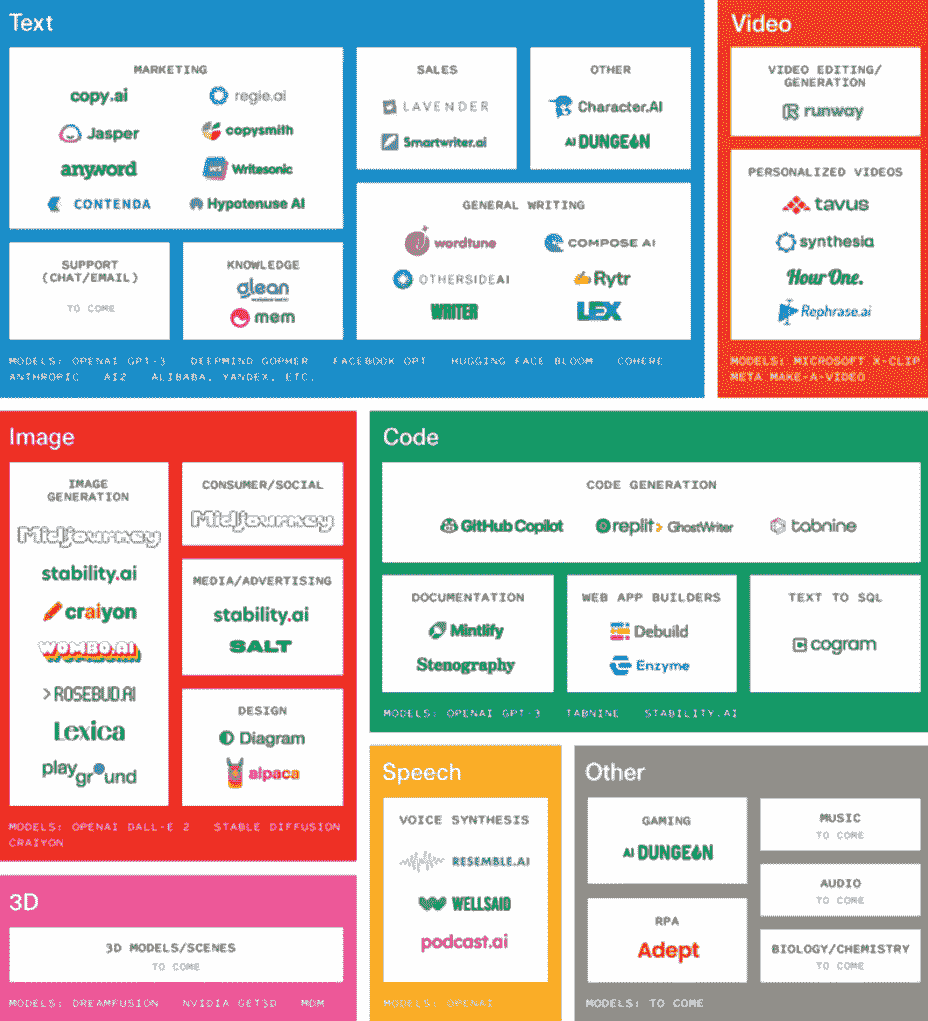 Text
MARKETING
copy.ai
regie.ai
Jasper
copysmith
anyword
Writesonic
CONTENDA
Hypotenuse AI
SALES
LAVENDER
Smartwriter.ai
OTHER
Character.AI
AI DUNGEON
SUPPORT
(CHAT/EMAIL)
TO COME
KNOWLEDGE
glean
mem
GENERAL WRITING
wordtune
COMPOSE AI
OTHERSIDEAI
Rytr
WRITER
LEX
MODELS: OPENAI GPT-3 DEEPMIND GOPHER FACEBOOK OPT HUGGING FACE BLOOM COHERE
ANTHROPIC AI2 ALIBABA, YANDEX, ETC.
Video
VIDEO EDITING/
GENERATION
runway
PERSONALIZED VIDEOS
tavus
synthesia
Hour One.
Rephrase.ai
MODELS: MICROSOFT X-CLIP
META MAKE-A-VIDEO
Image
IMAGE
GENERATION
Midjourney
stability.ai
craiyon
WOMBO.AI
ROSEBUD.AI
Lexica
playground
CONSUMER/SOCIAL
Midjourney
MEDIA/ADVERTISING
stability.ai
SALT
DESIGN
Diagram
alpaca
MODELS: OPENAI DALL-E 2 STABLE DIFFUSION
CRAIYON
Code
CODE GENERATION
GitHub Copilot
replit GhostWriter
tabnine
DOCUMENTATION
Mintlify
Stenography
WEB APP BUILDERS
Debuild
Enzyme
TEXT TO SQL
cogram
MODELS: OPENAI GPT-3 TABNINE STABILITY.AI
3D
3D MODELS/SCENES
TO COME
MODELS: DREAMFUSION NVIDIA GET3D MDM
Speech
VOICE SYNTHESIS
RESEMBLE.AI
WELLSAID
podcast.ai
MODELS: OPENAI
Other
GAMING
AI DUNGEON
RPA
Adept
MUSIC
TO COME
AUDIO
TO COME
BIOLOGY/CHEMISTRY
TO COME
MODELS: TO COME